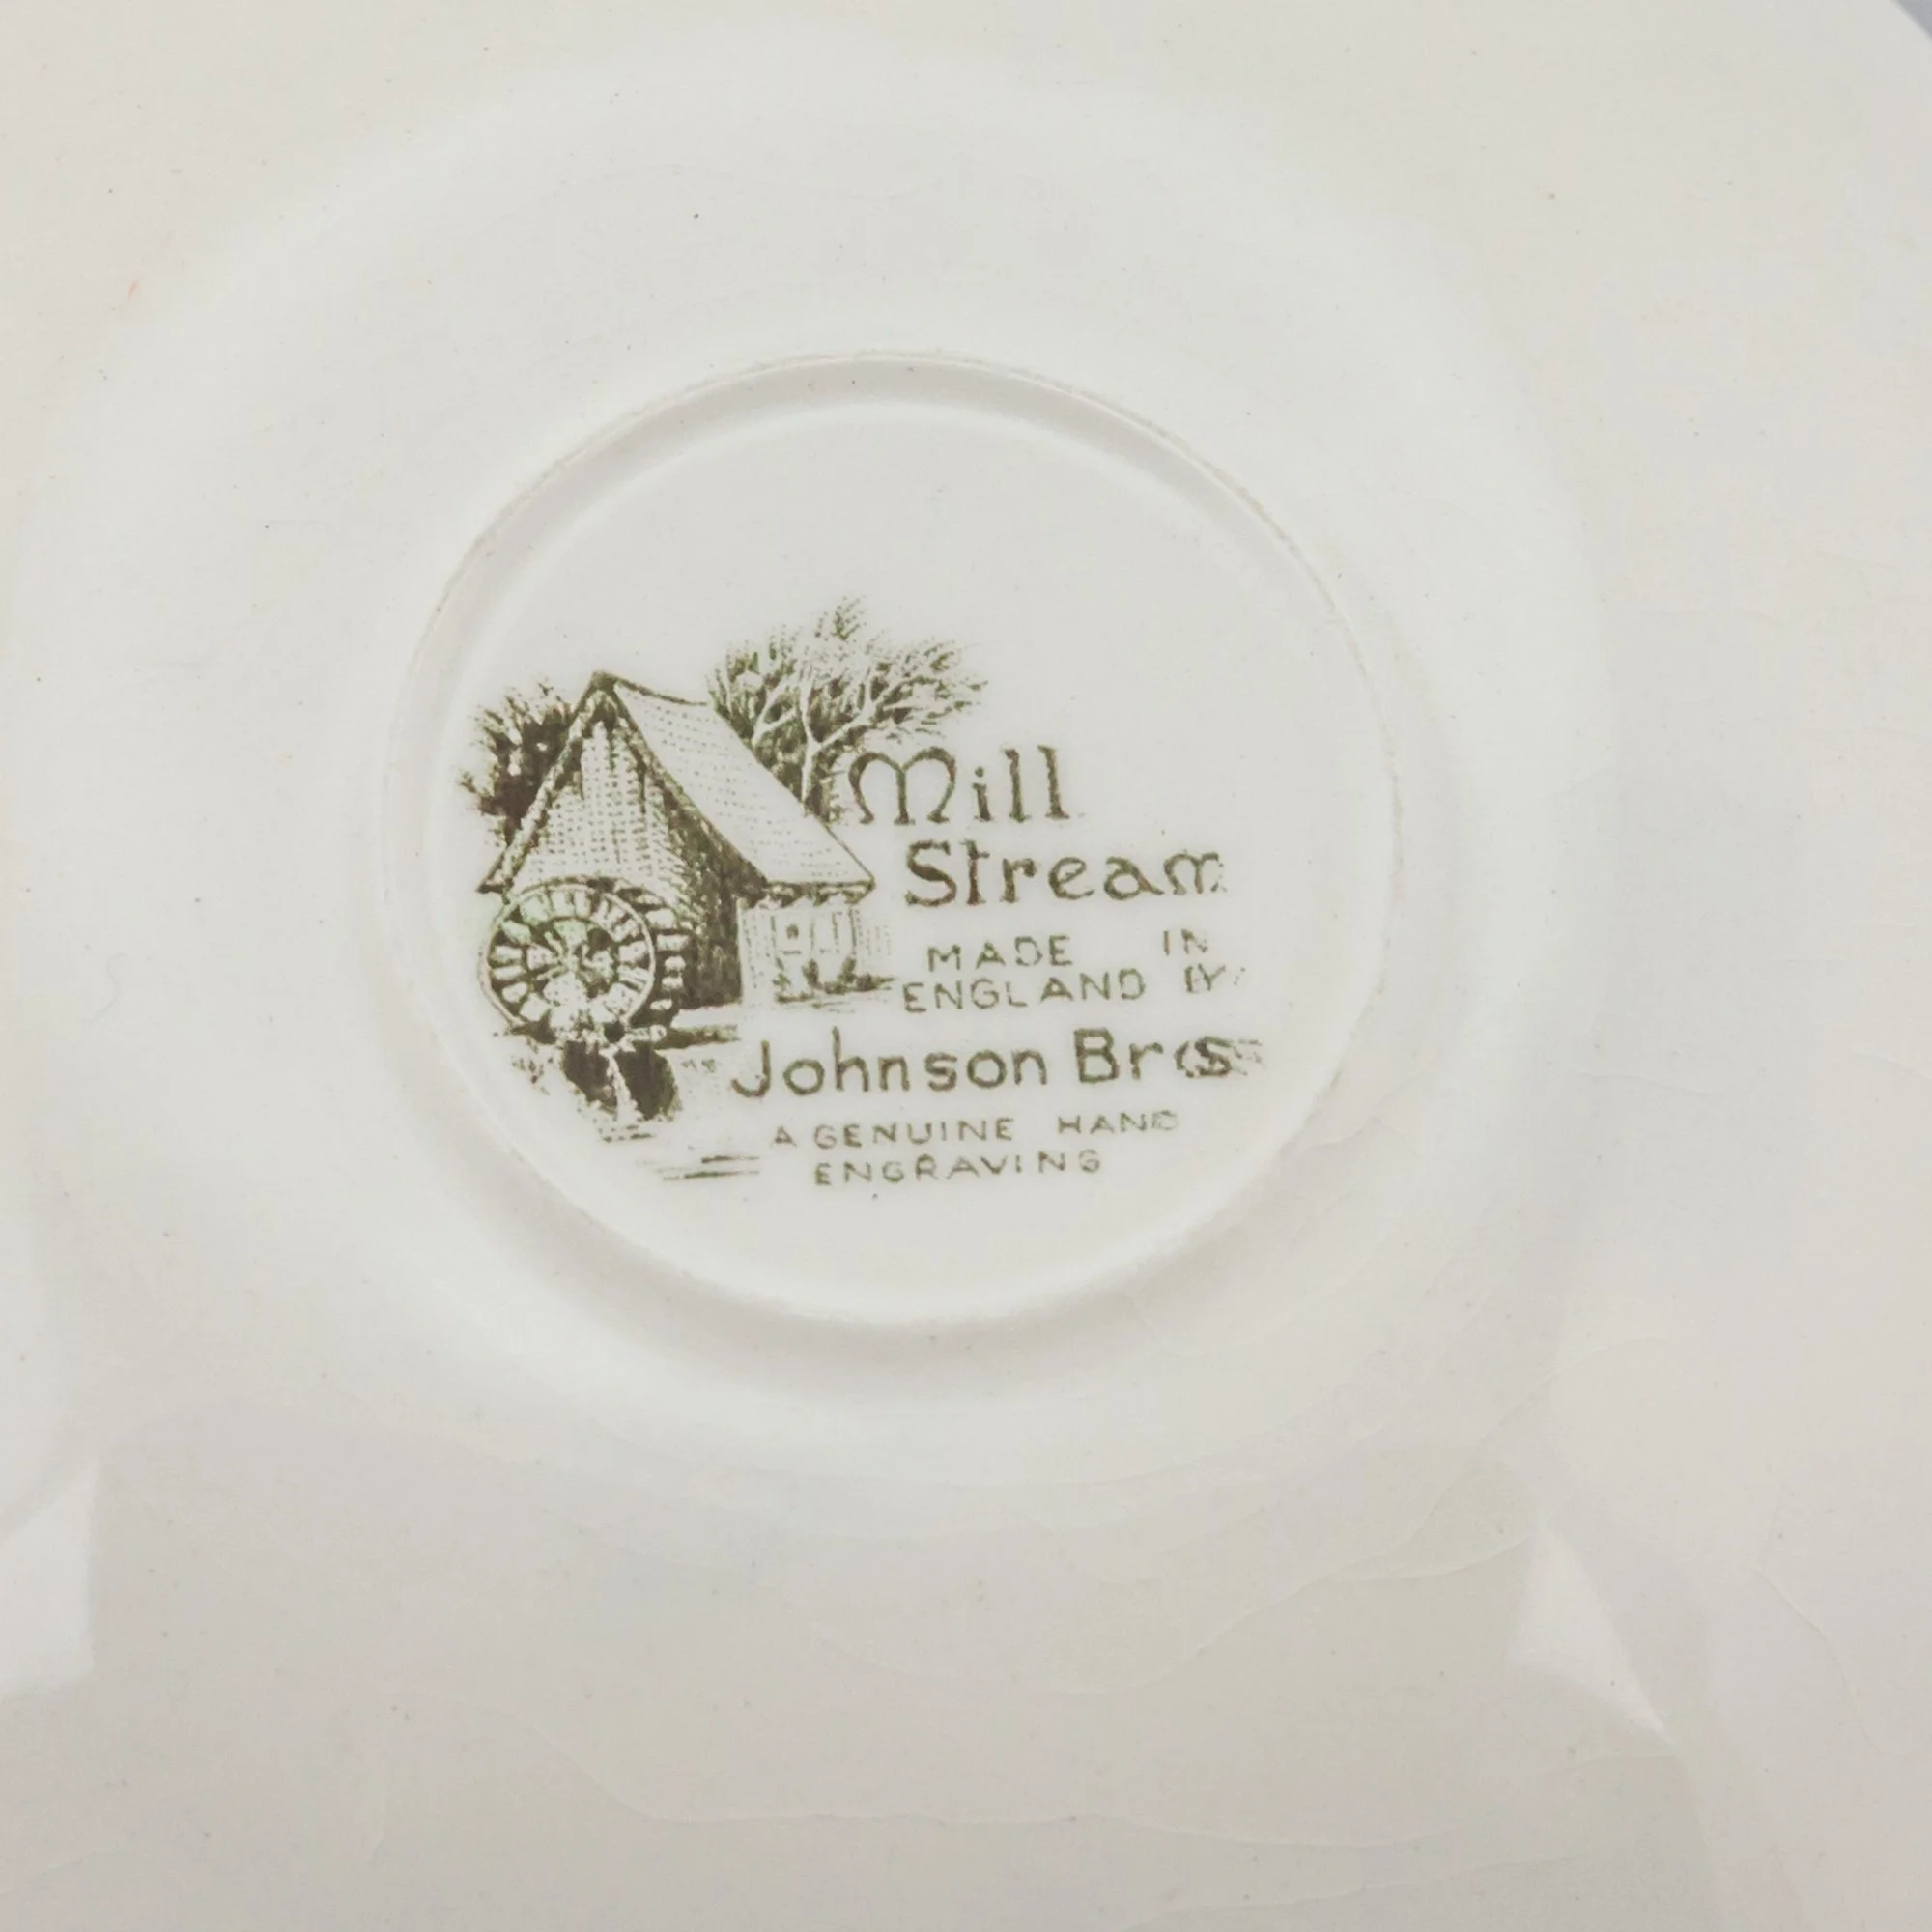 Mill
Stream
MADE IN
ENGLAND BY
Johnson Bros
A GENUINE HAND
ENGRAVING